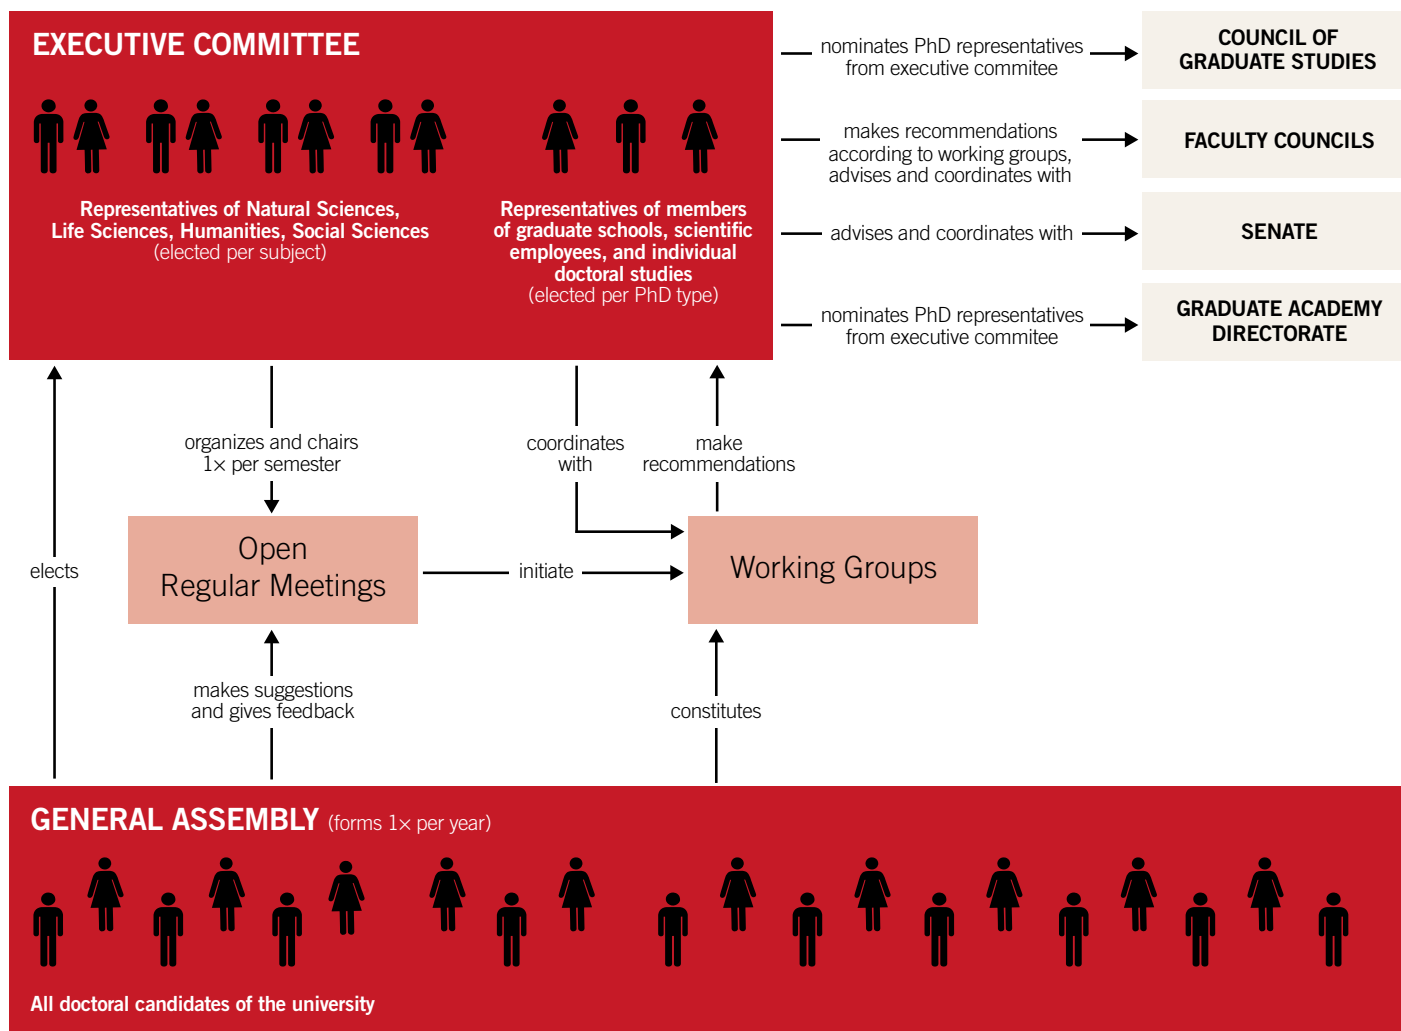 EXECUTIVE COMMITTEE
Representatives of Natural Sciences,
Life Sciences, Humanities, Social Sciences
(elected per subject)
Representatives of members
of graduate schools, scientific
employees, and individual
doctoral studies
(elected per PhD type)
nominates PhD representatives
from executive commitee
COUNCIL OF
GRADUATE STUDIES
makes recommendations
according to working groups,
advises and coordinates with
FACULTY COUNCILS
advises and coordinates with
SENATE
nominates PhD representatives
from executive commitee
GRADUATE ACADEMY
DIRECTORATE
organizes and chairs
1× per semester
coordinates
with
make
recommendations
elects
Open
Regular Meetings
initiate
Working Groups
makes suggestions
and gives feedback
constitutes
GENERAL ASSEMBLY (forms 1× per year)
All doctoral candidates of the university